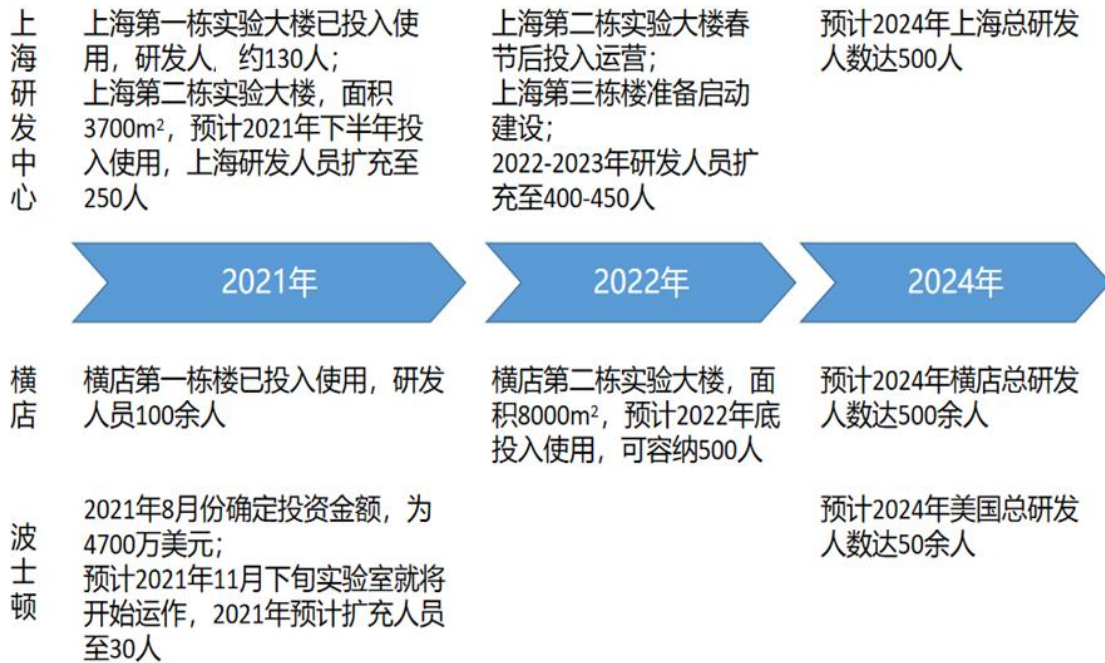 上海研发中心
上海第一栋实验大楼已投入使
用，研发人 约130人；
上海第二栋实验大楼，面积
3700m²，预计2021年下半年投
入使用，上海研发人员扩充至
250人
上海第二栋实验大楼春
节后投入运营；
上海第三栋楼准备启动
建设；
2022-2023年研发人员扩
充至400-450人
预计2024年上海总研发
人数达500人
2021年
2022年
2024年
横店
横店第一栋楼已投入使用，研发
人员100余人
横店第二栋实验大楼，面
积8000m²，预计2022年底
投入使用，可容纳500人
预计2024年横店总研发
人数达500余人
波士顿
2021年8月份确定投资金额，为
4700万美元；
预计2021年11月下旬实验室就将
开始运作，2021年预计扩充人员
至30人
预计2024年美国总研发
人数达50余人